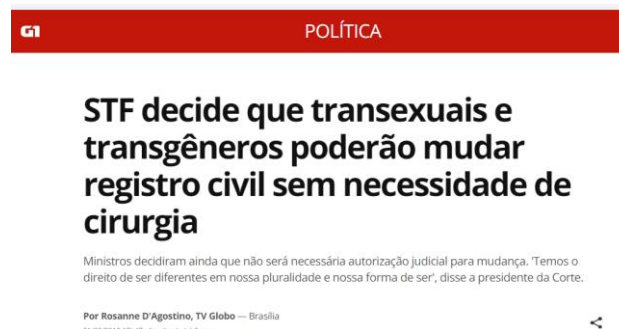 G1
POLÍTICA
STF decide que transexuais e
transgêneros poderão mudar
registro civil sem necessidade de
cirurgia
Ministros decidiram ainda que não será necessária autorização judicial para mudança. 'Temos o
direito de ser diferentes em nossa pluralidade e nossa forma de ser', disse a presidente da Corte.
Por Rosanne D'Agostino, TV Globo — Brasília